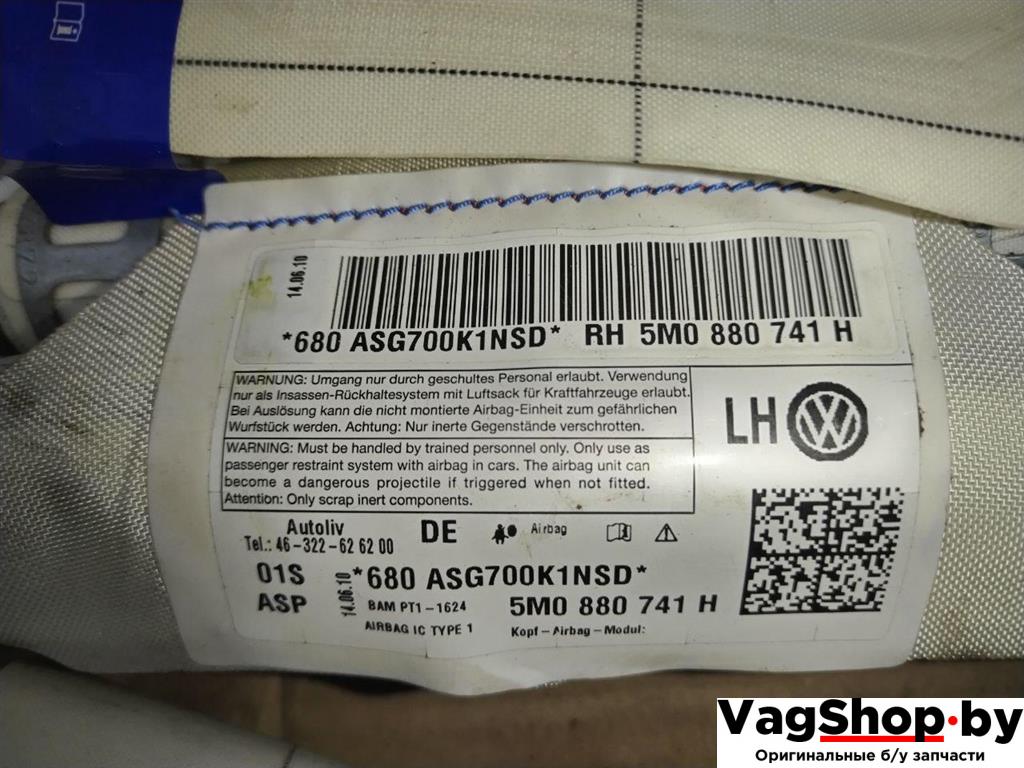 14.06.10
*680 ASG700K1NSD* RH 5M0 880 741 H
WARNUNG: Umgang nur durch geschultes Personal erlaubt. Verwendung
nur als Insassen-Rückhaltesystem mit Luftsack für Kraftfahrzeuge erlaubt.
Bei Auslösung kann die nicht montierte Airbag-Einheit zum gefährlichen
Wurfstück werden. Achtung: Nur inerte Gegenstände verschrotten.
WARNING: Must be handled by trained personnel only. Only use as
passenger restraint system with airbag in cars. The airbag unit can
become a dangerous projectile if triggered when not fitted.
Attention: Only scrap inert components.
LH
Autoliv
Tel.: 46-322-626200
DE
Airbag
01S
ASP
14.06.10
*680 ASG700K1NSD*
BAM PT1-1624
5M0 880 741 H
AIRBAG IC TYPE 1
Kopf-Airbag-Modul:
VagShop.by
Оригинальные б/у запчасти